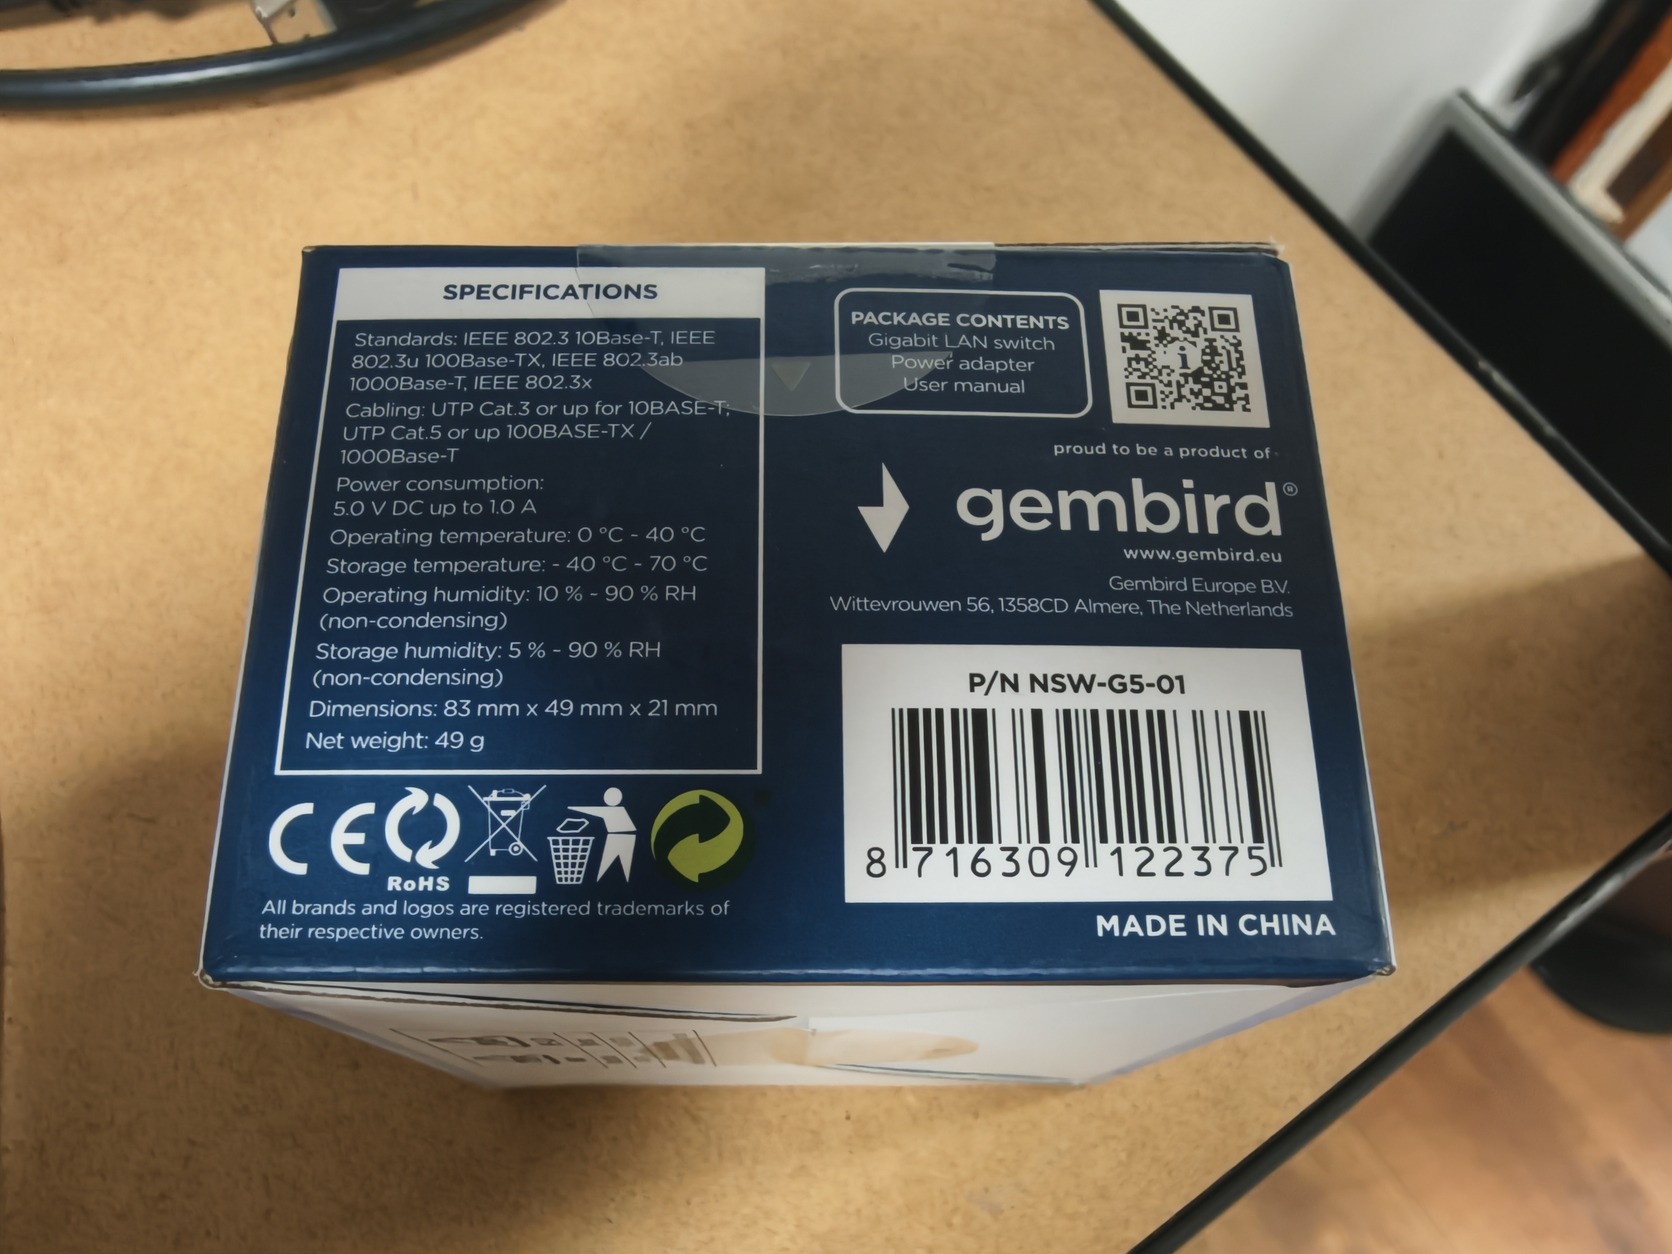 SPECIFICATIONS
Standards: IEEE 802.3 10Base-T, IEEE
802.3u 100Base-TX, IEEE 802.3ab
1000Base-T, IEEE 802.3x
Cabling: UTP Cat.3 or up for 10BASE-T;
UTP Cat.5 or up 100BASE-TX /
1000Base-T
Power consumption:
5.0 V DC up to 1.0 A
Operating temperature: 0 °C - 40 °C
Storage temperature: - 40 °C - 70 °C
Operating humidity: 10 % - 90 % RH
(non-condensing)
Storage humidity: 5 % - 90 % RH
(non-condensing)
Dimensions: 83 mm x 49 mm x 21 mm
Net weight: 49 g
CE
RoHS
All brands and logos are registered trademarks of
their respective owners.
PACKAGE CONTENTS
Gigabit LAN switch
Power adapter
User manual
i
proud to be a product of
gembird®
www.gembird.eu
Gembird Europe B.V.
Wittevrouwen 56, 1358CD Almere, The Netherlands
P/N NSW-G5-01
8 716309 122375
MADE IN CHINA